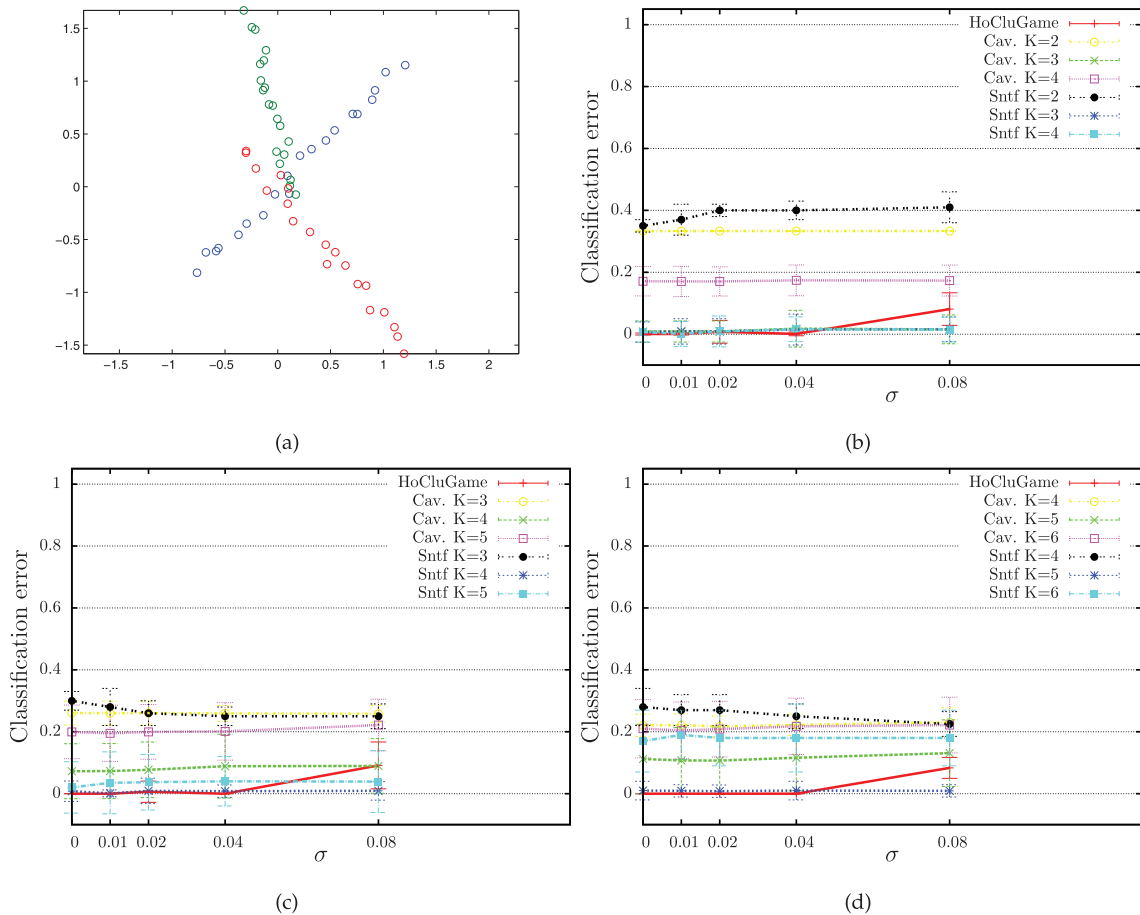 1.5
1
0.5
0
−0.5
−1
−1.5
−1.5 −1 −0.5 0 0.5 1 1.5 2
(a)
HoCluGame
Cav. K=2
Cav. K=3
Cav. K=4
Sntf K=2
Sntf K=3
Sntf K=4
Classification error
1
0.8
0.6
0.4
0.2
0
0 0.01 0.02 0.04 0.08
σ
(b)
HoCluGame
Cav. K=3
Cav. K=4
Cav. K=5
Sntf K=3
Sntf K=4
Sntf K=5
Classification error
1
0.8
0.6
0.4
0.2
0
0 0.01 0.02 0.04 0.08
σ
(c)
HoCluGame
Cav. K=4
Cav. K=5
Cav. K=6
Sntf K=4
Sntf K=5
Sntf K=6
Classification error
1
0.8
0.6
0.4
0.2
0
0 0.01 0.02 0.04 0.08
σ
(d)